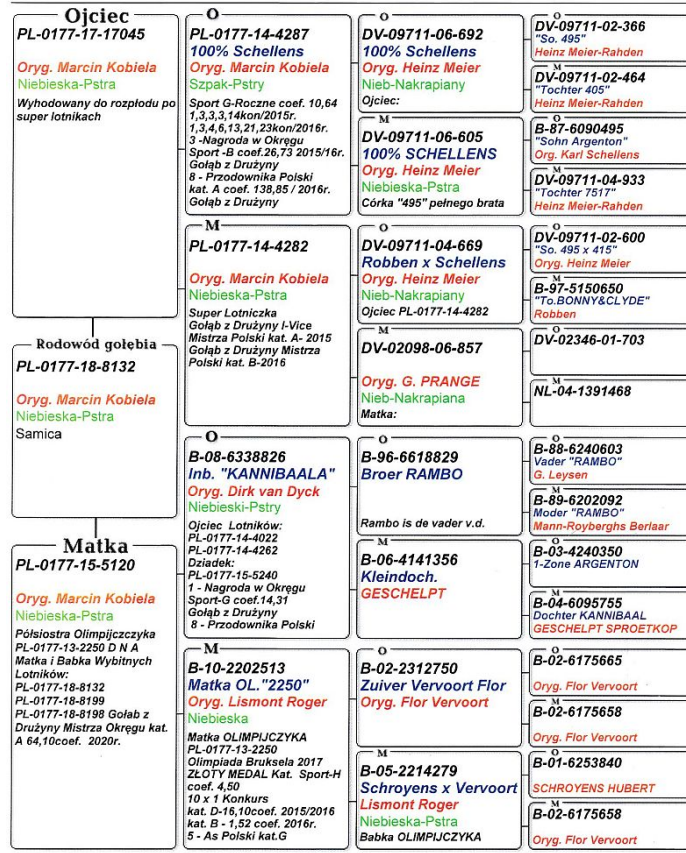 Ojciec
PL-0177-17-17045
Oryg. Marcin Kobiela
Niebieska-Pstra
Wyhodowany do rozpłodu po
super lotnikach
Rodowód gołębia
PL-0177-18-8132
Oryg. Marcin Kobiela
Niebieska-Pstra
Samica
Matka
PL-0177-15-5120
Oryg. Marcin Kobiela
Niebieska-Pstra
Półsiostra Olimpijczzyka
PL-0177-13-2250 D N A
Matka i Babka Wybitnych
Lotników:
PL-0177-18-8132
PL-0177-18-8199
PL-0177-18-8198 Gołąb z
Drużyny Mistrza Okręgu kat.
A 64,10coef. 2020r.
O
PL-0177-14-4287
100% Schellens
Oryg. Marcin Kobiela
Szpak-Pstry
Sport G-Roczne coef. 10,64
1,3,3,3,14kon/2015r.
1,3,4,6,13,21,23kon/2016r.
3 -Nagroda w Okręgu
Sport -B coef.26,73 2015/16r.
Gołąb z Drużyny
8 - Przodownika Polski
kat. A coef. 138,85 / 2016r.
Gołąb z Drużyny
M
PL-0177-14-4282
Oryg. Marcin Kobiela
Niebieska-Pstra
Super Lotniczka
Gołąb z Drużyny I-Vice
Mistrza Polski kat. A- 2015
Gołąb z Drużyny Mistrza
Polski kat. B-2016
O
B-08-6338826
Inb. "KANNIBAALA"
Oryg. Dirk van Dyck
Niebieski-Pstry
Ojciec Lotników:
PL-0177-14-4022
PL-0177-14-4262
Dziadek:
PL-0177-15-5240
1 - Nagroda w Okręgu
Sport-G coef.14,31
Gołąb z Drużyny
8 - Przodownika Polski
M
B-10-2202513
Matka OL."2250"
Oryg. Lismont Roger
Niebieska
Matka OLIMPIJCZYKA
PL-0177-13-2250
Olimpiada Bruksela 2017
ZŁOTY MEDAL Kat. Sport-H
coef. 4,50
10 x 1 Konkurs
kat. D-16,10coef. 2015/2016
kat. B - 1,52 coef. 2016r.
5 - As Polski kat.G
O
DV-09711-06-692
100% Schellens
Oryg. Heinz Meier
Nieb-Nakrapiany
Ojciec:
M
DV-09711-06-605
100% SCHELLENS
Oryg. Heinz Meier
Niebieska-Pstra
Córka "495" pełnego brata
O
DV-09711-04-669
Robben x Schellens
Oryg. Heinz Meier
Nieb-Nakrapiany
Ojciec PL-0177-14-4282
M
DV-02098-06-857
Oryg. G. PRANGE
Nieb-Nakrapiana
Matka:
O
B-96-6618829
Broer RAMBO
Rambo is de vader v.d.
M
B-06-4141356
Kleindoch.
GESCHELPT
O
B-02-2312750
Zuiver Vervoort Flor
Oryg. Flor Vervoort
M
B-05-2214279
Schroyens x Vervoort
Lismont Roger
Niebieska-Pstra
Babka OLIMPIJCZYKA
O
DV-09711-02-366
"So. 495"
Heinz Meier-Rahden
M
DV-09711-02-464
"Tochter 405"
Heinz Meier-Rahden
O
B-87-6090495
"Sohn Argenton"
Org. Karl Schellens
M
DV-09711-04-933
"Tochter 7517"
Heinz Meier-Rahden
O
DV-09711-02-600
"So. 495 x 415"
Oryg. Heinz Meier
M
B-97-5150650
"To.BONNY&CLYDE"
Robben
O
DV-02346-01-703
M
NL-04-1391468
O
B-88-6240603
Vader "RAMBO"
G. Leysen
M
B-89-6202092
Moder "RAMBO"
Mann-Royberghs Berlaar
O
B-03-4240350
1-Zone ARGENTON
M
B-04-6095755
Dochter KANNIBAAL
GESCHELPT SPROETKOP
O
B-02-6175665
Oryg. Flor Vervoort
M
B-02-6175658
Oryg. Flor Vervoort
O
B-01-6253840
SCHROYENS HUBERT
M
B-02-6175658
Oryg. Flor Vervoort